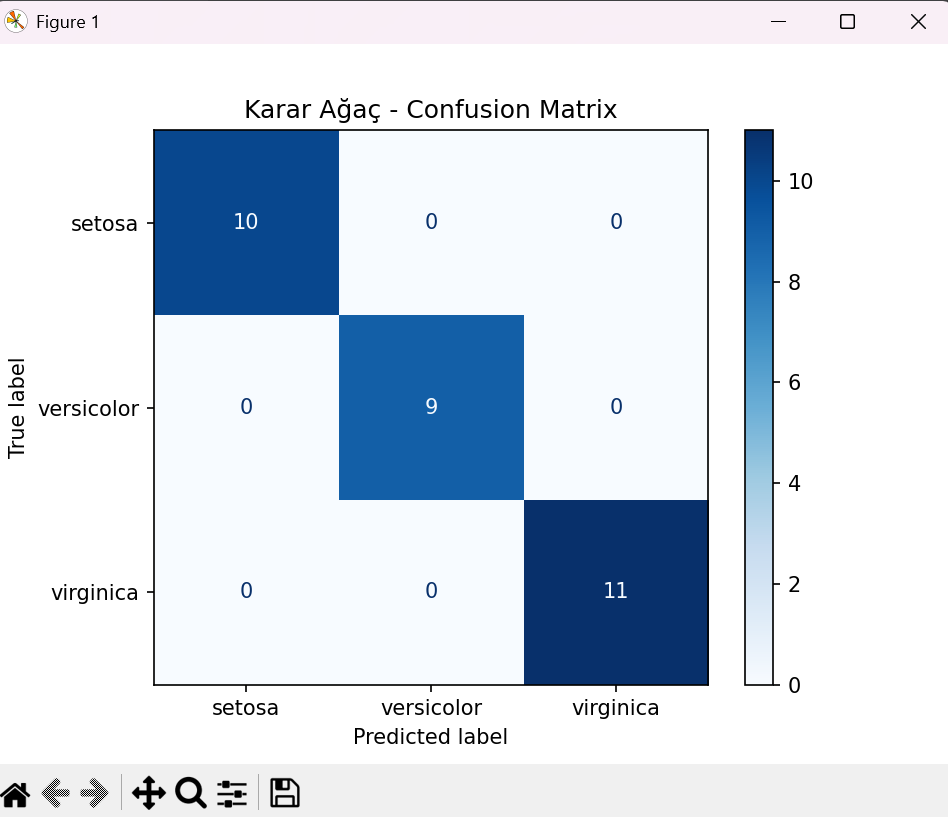 Figure 1
Karar Ağaç - Confusion Matrix
setosa 10 0 0
versicolor 0 9 0
virginica 0 0 11
True label
setosa versicolor virginica
Predicted label
10
8
6
4
2
0